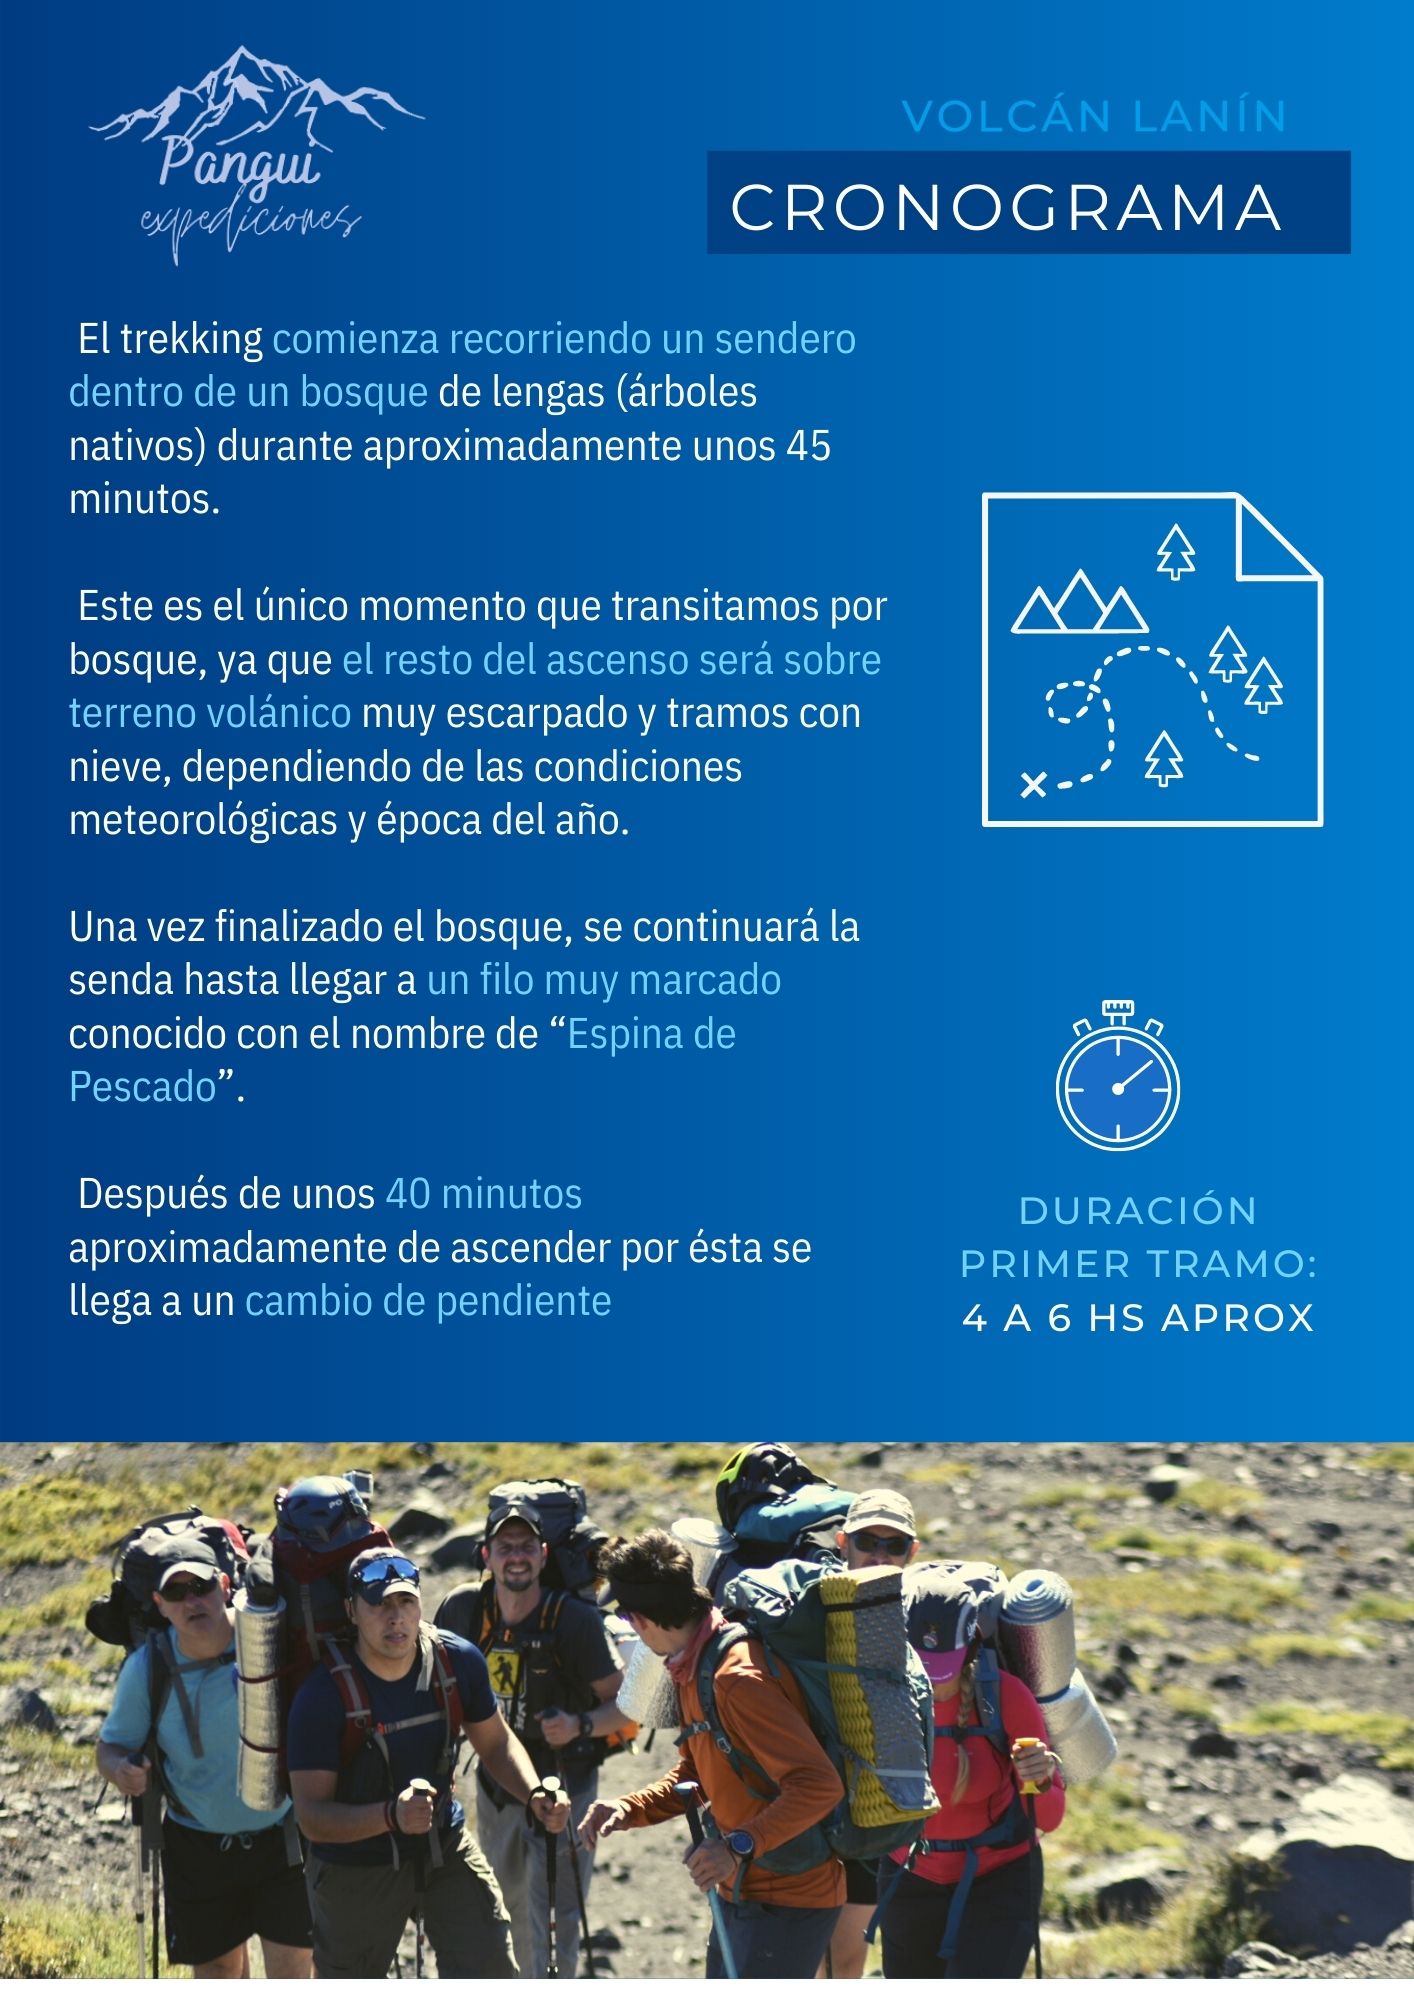 Pangui
expediciones
VOLCÁN LANÍN
CRONOGRAMA
El trekking comienza recorriendo un sendero
dentro de un bosque de lengas (árboles
nativos) durante aproximadamente unos 45
minutos.
Este es el único momento que transitamos por
bosque, ya que el resto del ascenso será sobre
terreno volánico muy escarpado y tramos con
nieve, dependiendo de las condiciones
meteorológicas y época del año.
Una vez finalizado el bosque, se continuará la
senda hasta llegar a un filo muy marcado
conocido con el nombre de “Espina de
Pescado”.
Después de unos 40 minutos
aproximadamente de ascender por ésta se
llega a un cambio de pendiente
DURACIÓN
PRIMER TRAMO:
4 A 6 HS APROX